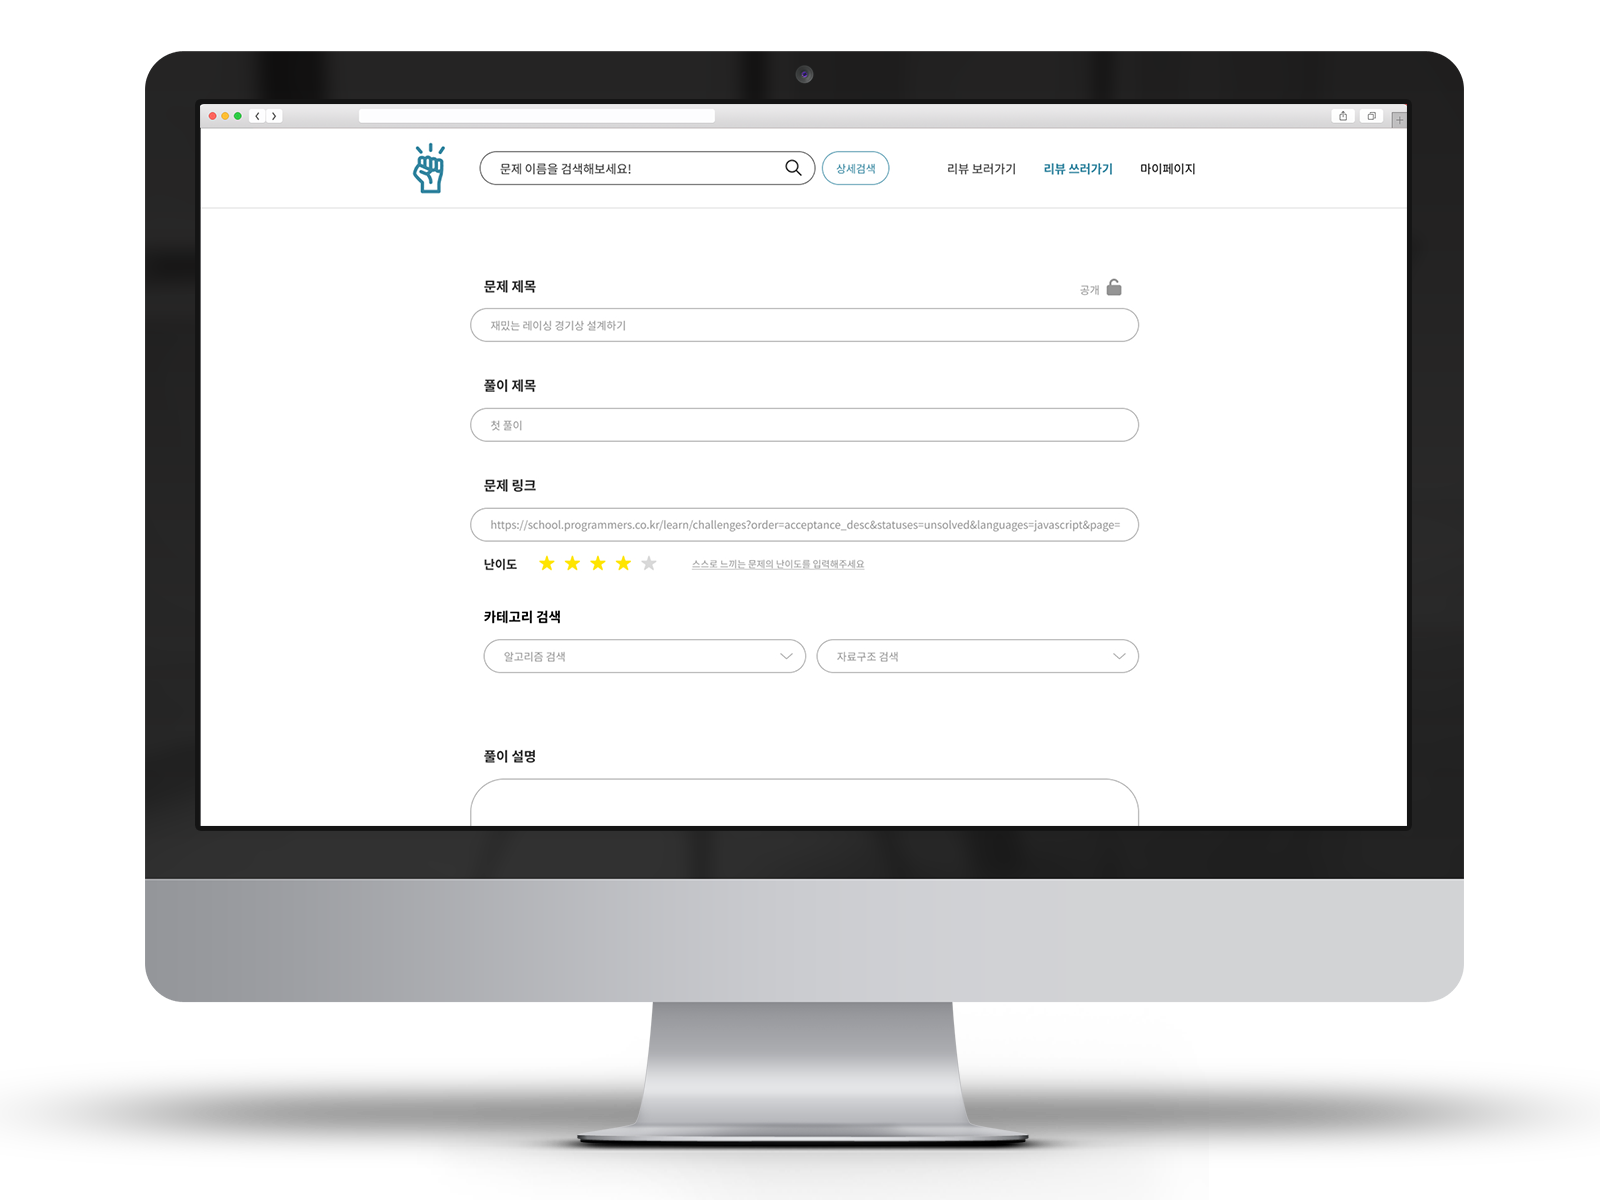 문제 이름을 검색해보세요!
상세검색
리뷰 보러가기
리뷰 쓰러가기
마이페이지
문제 제목
공개
재밌는 레이싱 경기상 설계하기
풀이 제목
첫 풀이
문제 링크
https://school.programmers.co.kr/learn/challenges?order=acceptance_desc&statuses=unsolved&languages=javascript&page=
난이도
스스로 느끼는 문제의 난이도를 입력해주세요
카테고리 검색
알고리즘 검색
자료구조 검색
풀이 설명